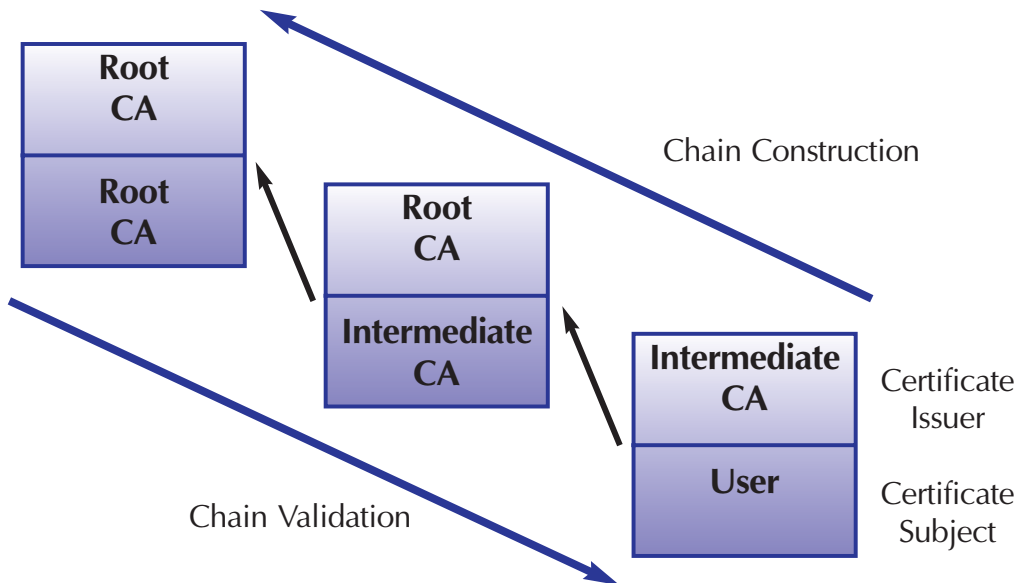 Root
CA
Root
CA
Chain Construction
Root
CA
Intermediate
CA
Intermediate
CA
Certificate
Issuer
User
Certificate
Subject
Chain Validation